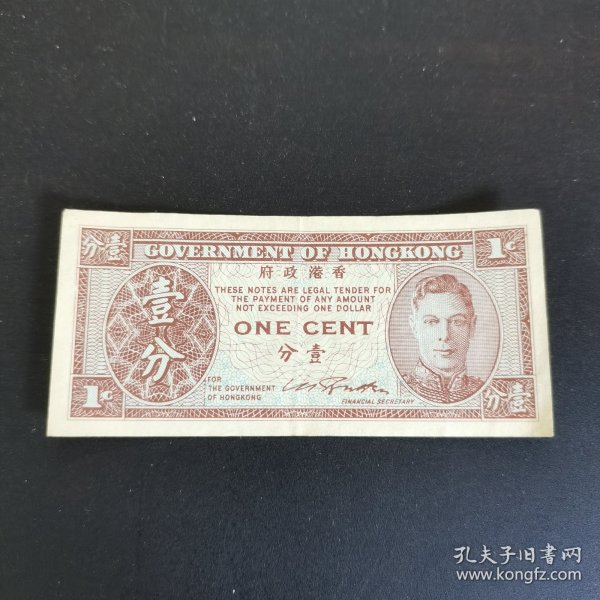 分壹
GOVERNMENT OF HONGKONG
1c
府政港香
THESE NOTES ARE LEGAL TENDER FOR
THE PAYMENT OF ANY AMOUNT
NOT EXCEEDING ONE DOLLAR
壹分
ONE CENT
分壹
FOR
THE GOVERNMENT
OF HONGKONG
FINANCIAL SECRETARY
1c
分壹
孔夫子旧书网
www.kongfz.com